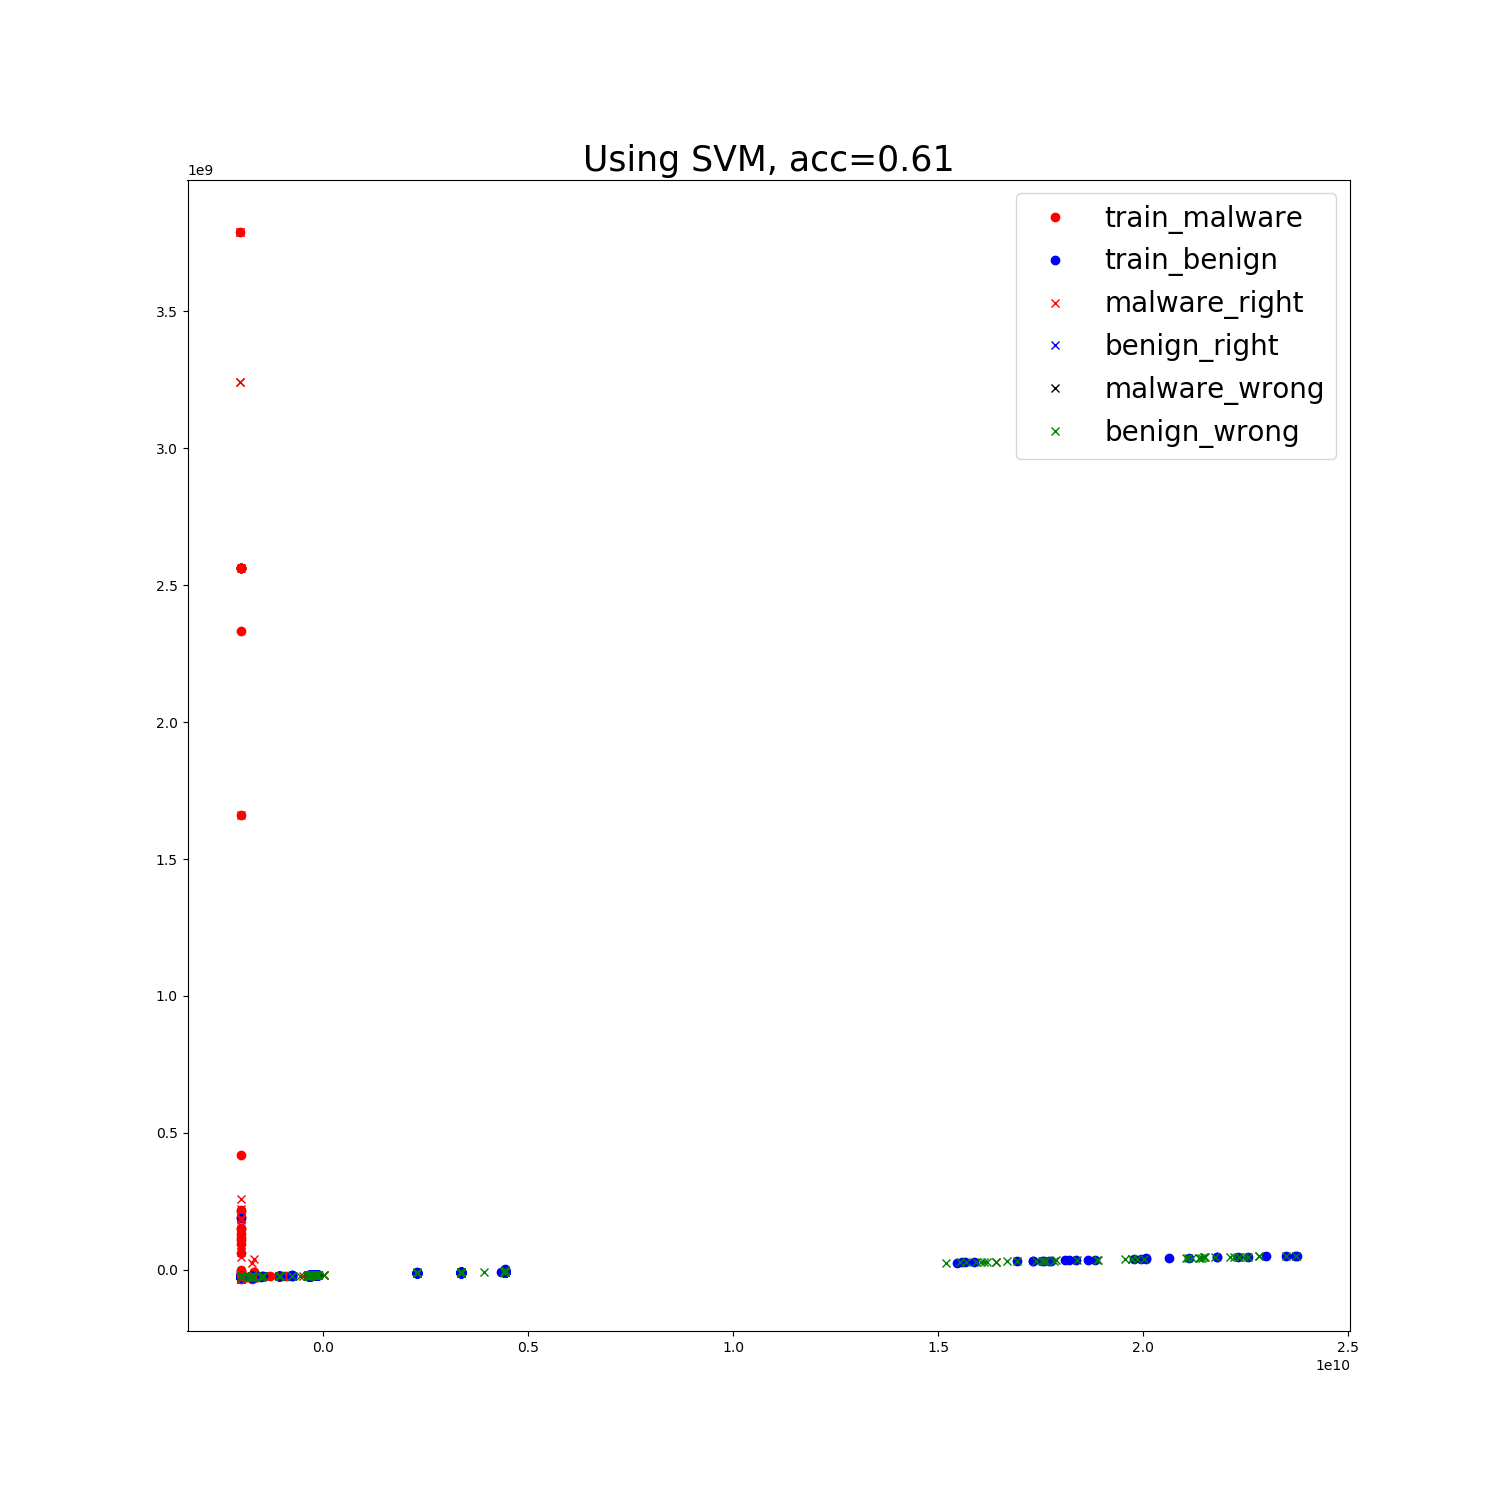 Using SVM, acc=0.61
1e9
train_malware
train_benign
malware_right
benign_right
malware_wrong
benign_wrong
3.5
3.0
2.5
2.0
1.5
1.0
0.5
0.0
0.0 0.5 1.0 1.5 2.0 2.5
1e10